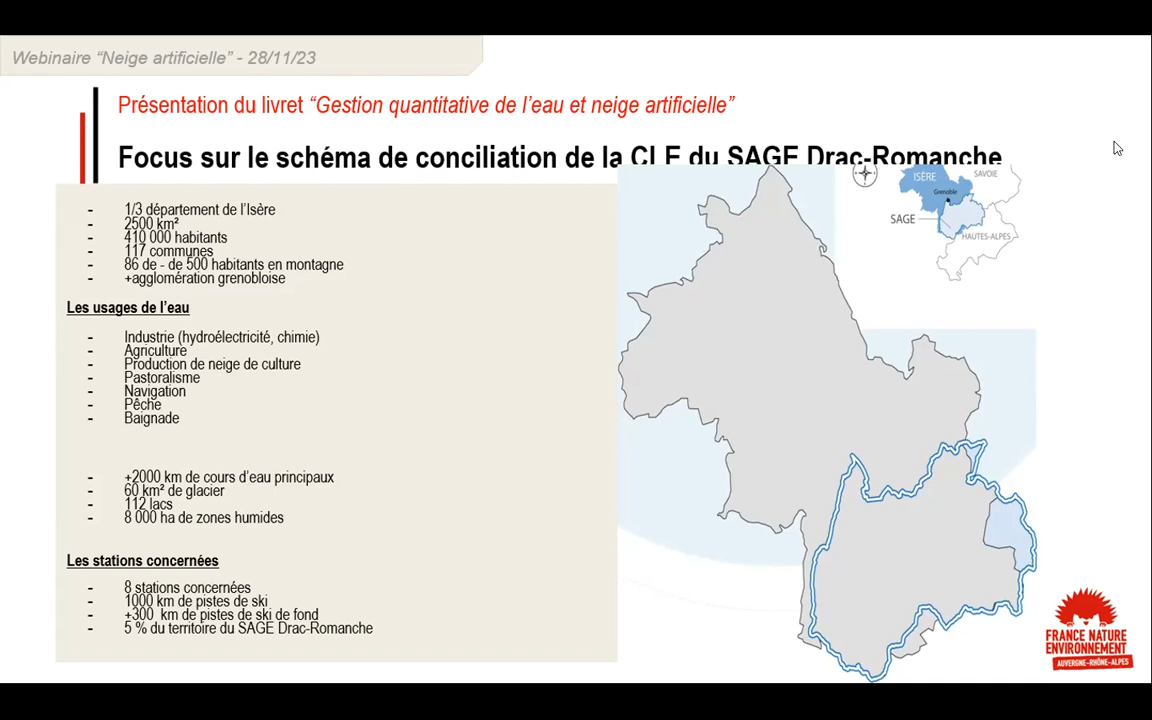 Webinaire “Neige artificielle” - 28/11/23
Présentation du livret “Gestion quantitative de l’eau et neige artificielle”
Focus sur le schéma de conciliation de la CLE du SAGE Drac-Romanche
- 1/3 département de l’Isère
- 2500 km²
- 410 000 habitants
- 117 communes
- 86 de - de 500 habitants en montagne
- +agglomération grenobloise
Les usages de l’eau
- Industrie (hydroélectricité, chimie)
- Agriculture
- Production de neige de culture
- Pastoralisme
- Navigation
- Pêche
- Baignade
- +2000 km de cours d’eau principaux
- 60 km² de glacier
- 112 lacs
- 8 000 ha de zones humides
Les stations concernées
- 8 stations concernées
- 1000 km de pistes de ski
- +300 km de pistes de ski de fond
- 5 % du territoire du SAGE Drac-Romanche
ISÈRE
SAVOIE
Grenoble
SAGE
HAUTES-ALPES
FRANCE NATURE
ENVIRONNEMENT
AUVERGNE-RHÔNE-ALPES